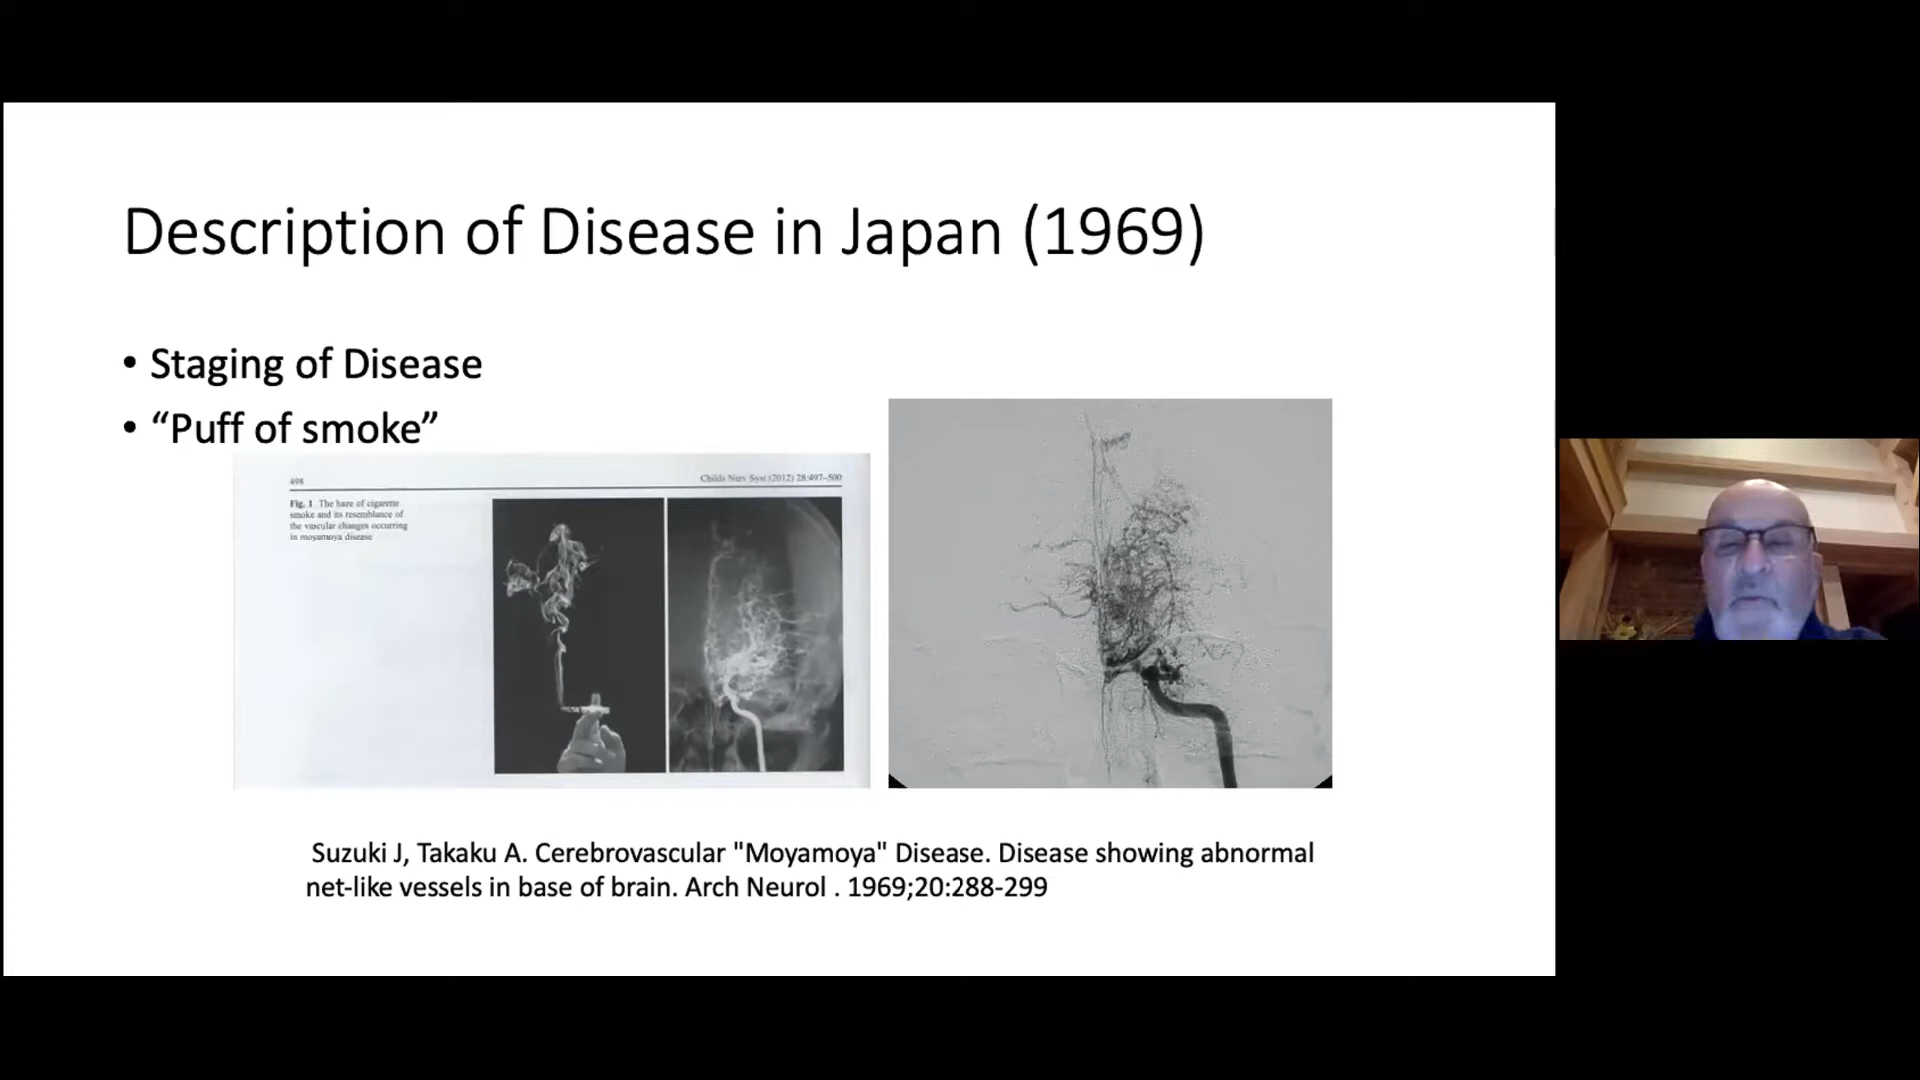 Description of Disease in Japan (1969)
• Staging of Disease
• “Puff of smoke”
498
Childs Nerv Syst (2012) 28:497–500
Fig. 1 The haze of cigarette
smoke and its resemblance of
the vascular changes occurring
in moyamoya disease
Suzuki J, Takaku A. Cerebrovascular "Moyamoya" Disease. Disease showing abnormal
net-like vessels in base of brain. Arch Neurol . 1969;20:288-299